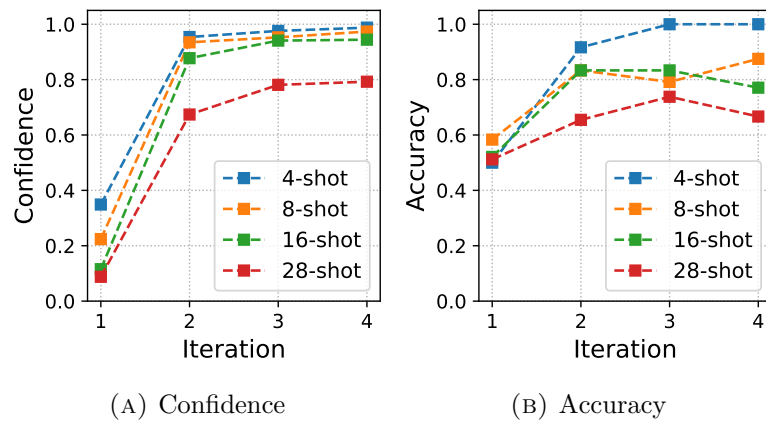 1.0
0.8
0.6
0.4
0.2
0.0
Confidence
1 2 3 4
Iteration
4-shot
8-shot
16-shot
28-shot
(A) Confidence
1.0
0.8
0.6
0.4
0.2
0.0
Accuracy
1 2 3 4
Iteration
4-shot
8-shot
16-shot
28-shot
(B) Accuracy